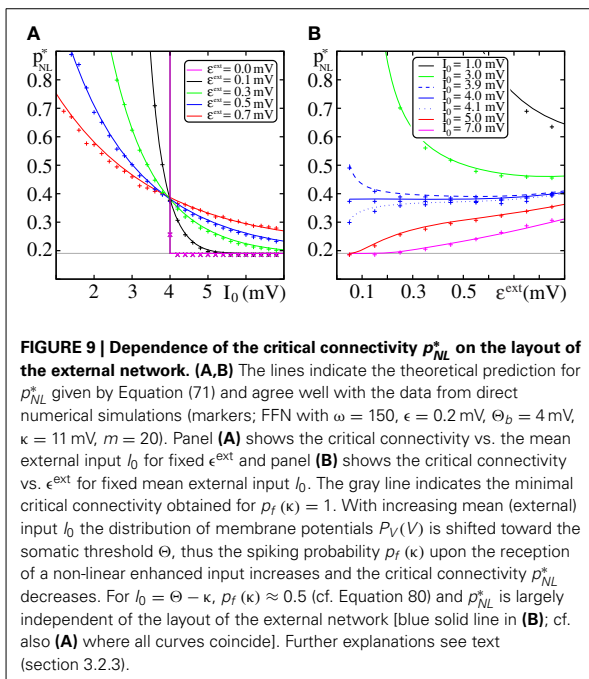 A
p*NL
0.8
0.7
0.6
0.5
0.4
0.3
0.2
ε^ext = 0.0 mV
ε^ext = 0.1 mV
ε^ext = 0.3 mV
ε^ext = 0.5 mV
ε^ext = 0.7 mV
2 4 5 I0 (mV)
B
p*NL
0.8
0.7
0.6
0.5
0.4
0.3
0.2
I0 = 1.0 mV
I0 = 3.0 mV
I0 = 3.9 mV
I0 = 4.0 mV
I0 = 4.1 mV
I0 = 5.0 mV
I0 = 7.0 mV
0.1 0.3 0.5 ε^ext(mV)
FIGURE 9 | Dependence of the critical connectivity p*NL on the layout of
the external network. (A,B) The lines indicate the theoretical prediction for
p*NL given by Equation (71) and agree well with the data from direct
numerical simulations (markers; FFN with ω = 150, ϵ = 0.2 mV, Θb = 4 mV,
κ = 11 mV, m = 20). Panel (A) shows the critical connectivity vs. the mean
external input I0 for fixed ϵ^ext and panel (B) shows the critical connectivity
vs. ϵ^ext for fixed mean external input I0. The gray line indicates the minimal
critical connectivity obtained for pf (κ) = 1. With increasing mean (external)
input I0 the distribution of membrane potentials PV(V) is shifted toward the
somatic threshold Θ, thus the spiking probability pf (κ) upon the reception
of a non-linear enhanced input increases and the critical connectivity p*NL
decreases. For I0 = Θ − κ, pf (κ) ≈ 0.5 (cf. Equation 80) and p*NL is largely
independent of the layout of the external network [blue solid line in (B); cf.
also (A) where all curves coincide]. Further explanations see text
(section 3.2.3).